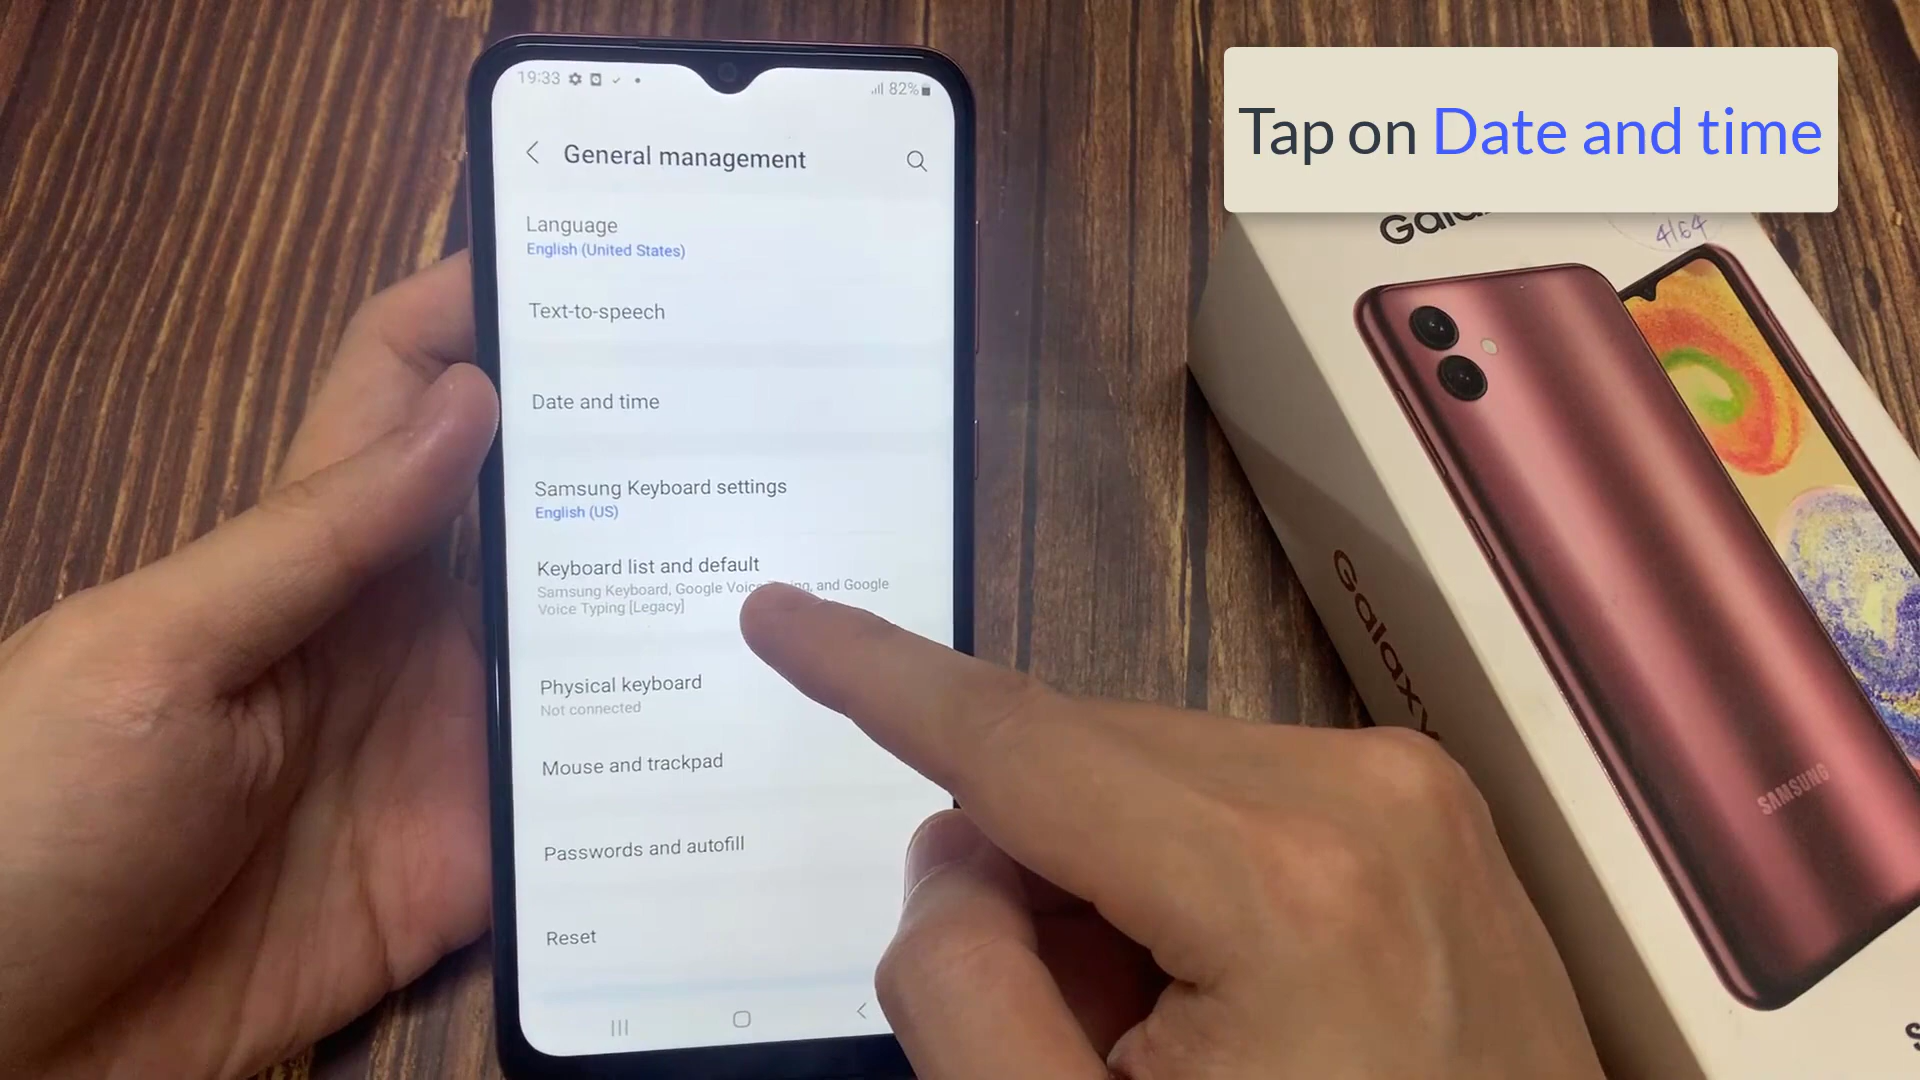 Tap on Date and time
19:33
82%
General management
Language
English (United States)
Text-to-speech
Date and time
Samsung Keyboard settings
English (US)
Keyboard list and default
Samsung Keyboard, Google Voice and Google
Voice Typing [Legacy]
Physical keyboard
Not connected
Mouse and trackpad
Passwords and autofill
Reset
4/64
Galaxy
SAMSUNG